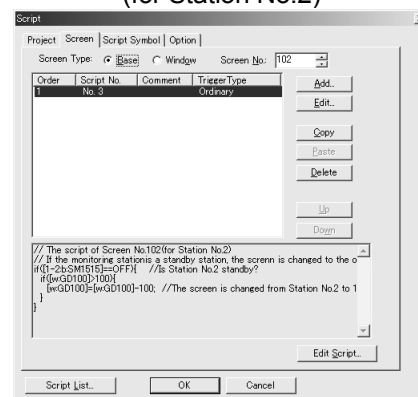 (for Station No.2)
Script
Project Screen Script Symbol Option
Screen Type: Base Window Screen No.: 102
Order Script No. Comment Trigger Type
1 No. 3 Ordinary
Add..
Edit..
Copy
Paste
Delete
Up
Down
// The script of Screen No.102(for Station No.2)
// If the monitoring stationis a standby station, the screnn is changed to the o
if([1-2:b:SM1515]==OFF){ //Is Station No.2 standby?
if([w:GD100]>100){
[w:GD100]=[w:GD100]-100; //The screen is changed from Station No.2 to 1
}
}
Edit Script..
Script List.. OK Cancel